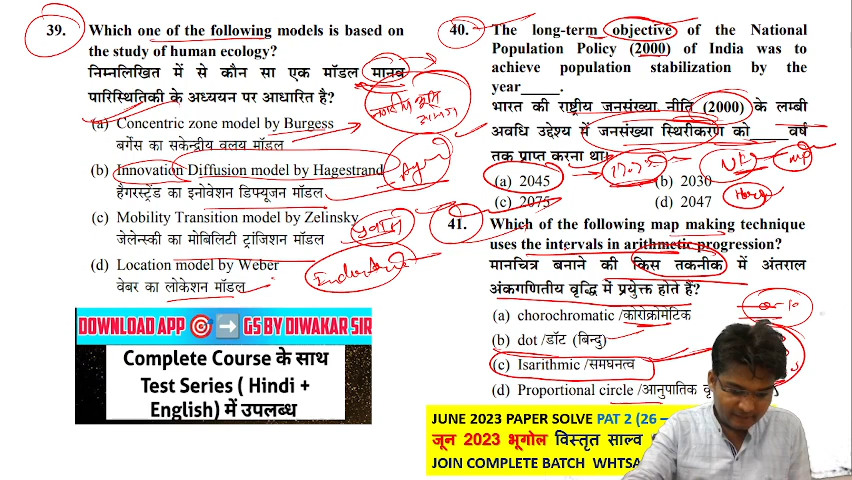 39. Which one of the following models is based on
the study of human ecology?
निम्नलिखित में से कौन सा एक मॉडल मानव
पारिस्थितिकी के अध्ययन पर आधारित है?
(a) Concentric zone model by Burgess
बर्गेस का सकेन्द्रीय वलय मॉडल
(b) Innovation Diffusion model by Hagestrand
हैगरस्ट्रेंड का इनोवेशन डिफ्यूजन मॉडल
(c) Mobility Transition model by Zelinsky
जेलेन्स्की का मोबिलिटी ट्रांजिशन मॉडल
(d) Location model by Weber
वेबर का लोकेशन मॉडल
DOWNLOAD APP GS BY DIWAKAR SIR
Complete Course के साथ
Test Series ( Hindi +
English) में उपलब्ध
40. The long-term objective of the National
Population Policy (2000) of India was to
achieve population stabilization by the
year_____.
भारत की राष्ट्रीय जनसंख्या नीति (2000) के लम्बी
अवधि उद्देश्य में जनसंख्या स्थिरीकरण को____ वर्ष
तक प्राप्त करना था।
(a) 2045 (b) 2030
(c) 2075 (d) 2047
41. Which of the following map making technique
uses the intervals in arithmetic progression?
मानचित्र बनाने की किस तकनीक में अंतराल
अंकगणितीय वृद्धि में प्रयुक्त होते हैं?
(a) chorochromatic /कोरोक्रोमेटिक
(b) dot /डॉट (बिन्दु)
(c) Isarithmic /समघनत्व
(d) Proportional circle /आनुपातिक
JUNE 2023 PAPER SOLVE PAT 2 (26 –
जून 2023 भूगोल विस्तृत साल्व
JOIN COMPLETE BATCH WHTSA